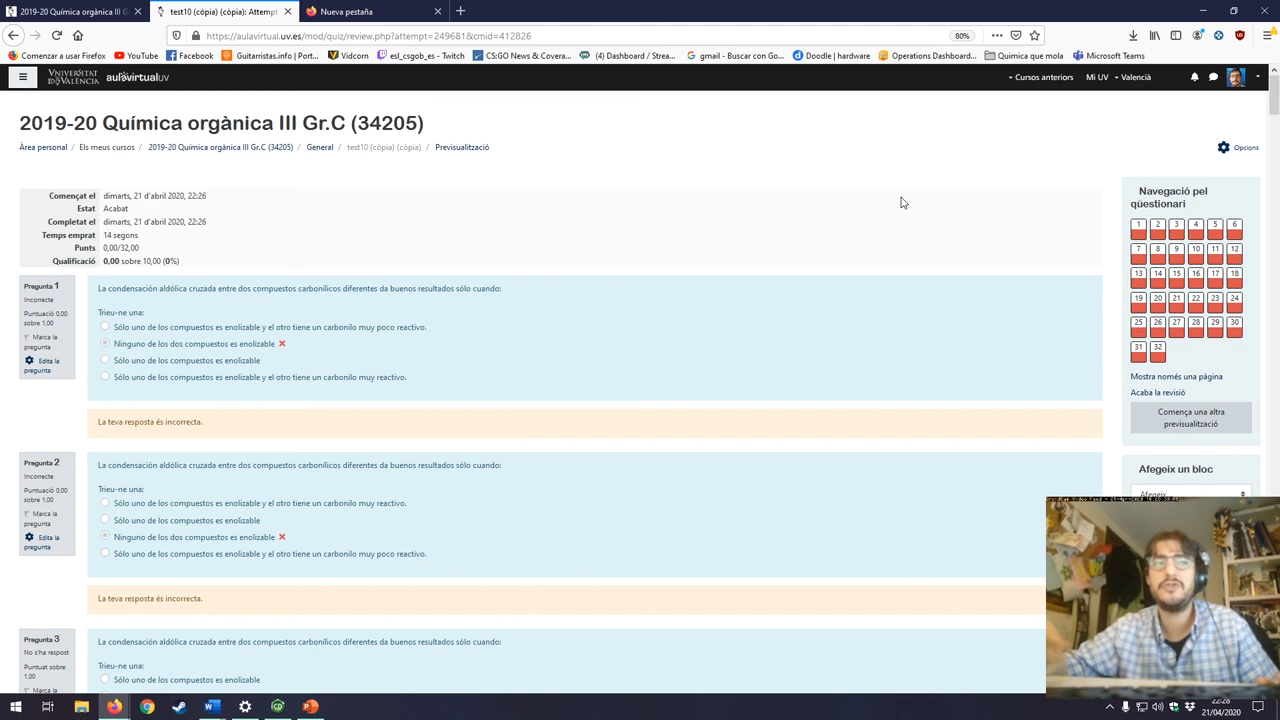 2019-20 Química orgànica III G
test10 (còpia) (còpia): Attempt
Nueva pestaña
https://aulavirtual.uv.es/mod/quiz/review.php?attempt=249681&cmid=412826
80%
Comenzar a usar Firefox
YouTube
Facebook
Guitarristas.info | Port...
Vidcorn
esl_csgob_es - Twitch
CS:GO News & Covera...
(4) Dashboard / Strea...
gmail - Buscar con Go...
Doodle | hardware
Operations Dashboard...
Quimica que mola
Microsoft Teams
VNIVERSITAT
ID VALÈNCIA
aulavirtualuv
Cursos anteriors
Mi UV
Valencià
2019-20 Química orgànica III Gr.C (34205)
Àrea personal / Els meus cursos / 2019-20 Química orgànica III Gr.C (34205) / General / test10 (còpia) (còpia) / Previsualització
Opcions
Començat el dimarts, 21 d'abril 2020, 22:26
Estat Acabat
Completat el dimarts, 21 d'abril 2020, 22:26
Temps emprat 14 segons
Punts 0,00/32,00
Qualificació 0,00 sobre 10,00 (0%)
Pregunta 1
Incorrecte
Puntuació 0,00
sobre 1,00
Marca la
pregunta
Edita la
pregunta
La condensación aldólica cruzada entre dos compuestos carbonílicos diferentes da buenos resultados sólo cuando:
Trieu-ne una:
Sólo uno de los compuestos es enolizable y el otro tiene un carbonilo muy poco reactivo.
Ninguno de los dos compuestos es enolizable
Sólo uno de los compuestos es enolizable
Sólo uno de los compuestos es enolizable y el otro tiene un carbonilo muy reactivo.
La teva resposta és incorrecta.
Pregunta 2
Incorrecte
Puntuació 0,00
sobre 1,00
Marca la
pregunta
Edita la
pregunta
La condensación aldólica cruzada entre dos compuestos carbonílicos diferentes da buenos resultados sólo cuando:
Trieu-ne una:
Sólo uno de los compuestos es enolizable y el otro tiene un carbonilo muy reactivo.
Sólo uno de los compuestos es enolizable
Ninguno de los dos compuestos es enolizable
Sólo uno de los compuestos es enolizable y el otro tiene un carbonilo muy poco reactivo.
La teva resposta és incorrecta.
Pregunta 3
No s'ha respost
Puntuat sobre
1,00
Marca la
La condensación aldólica cruzada entre dos compuestos carbonílicos diferentes da buenos resultados sólo cuando:
Trieu-ne una:
Sólo uno de los compuestos es enolizable
Navegació pel
qüestionari
1 2 3 4 5 6
7 8 9 10 11 12
13 14 15 16 17 18
19 20 21 22 23 24
25 26 27 28 29 30
31 32
Mostra només una pàgina
Acaba la revisió
Comença una altra
previsualització
Afegeix un bloc
Afegeix...
22:28
21/04/2020